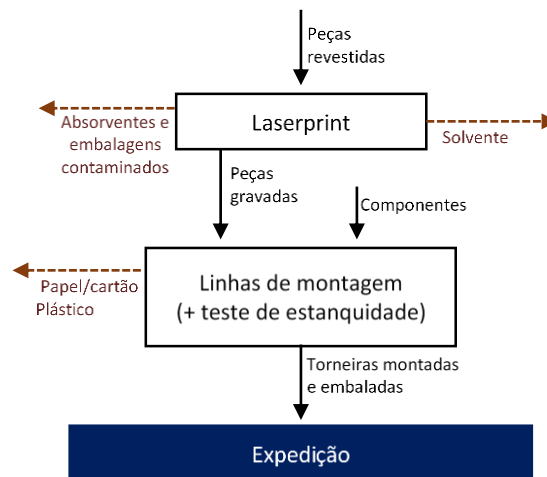 Peças
revestidas
Laserprint
Absorventes e
embalagens
contaminados
Solvente
Peças
gravadas
Componentes
Linhas de montagem
(+ teste de estanquidade)
Papel/cartão
Plástico
Torneiras montadas
e embaladas
Expedição